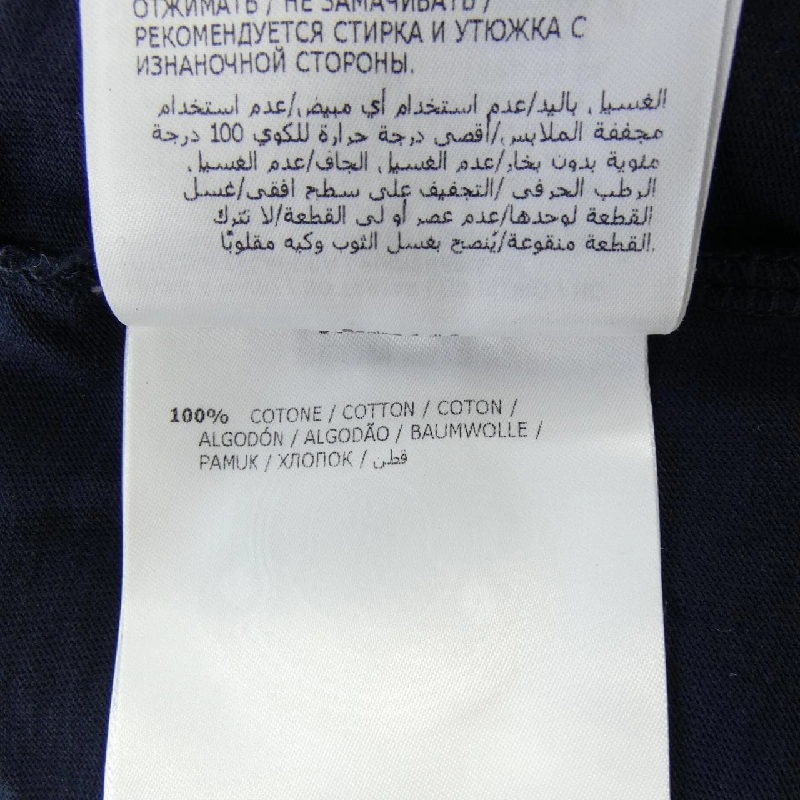 ОТЖИМАТЬ / НЕ ЗАМАЧИВАТЬ /
РЕКОМЕНДУЕТСЯ СТИРКА И УТЮЖКА С
ИЗНАНОЧНОЙ СТОРОНЫ.
الغسيل باليد/عدم استخدام أي مبيض/عدم استخدام
مجففة الملابس/أقصى درجة حرارة للكوي 100 درجة
مئوية بدون بخار/عدم الغسيل الجاف/عدم الغسيل
الرطب الحرفي /التجفيف على سطح افقي/غسل
القطعة لوحدها/عدم عصر أو لي القطعة/لا تترك
القطعة منقوعة/يُنصح بغسل الثوب وكيه مقلوبًا.
100% COTONE / COTTON / COTON /
ALGODÓN / ALGODÃO / BAUMWOLLE /
PAMUK / ХЛОПОК / قطن